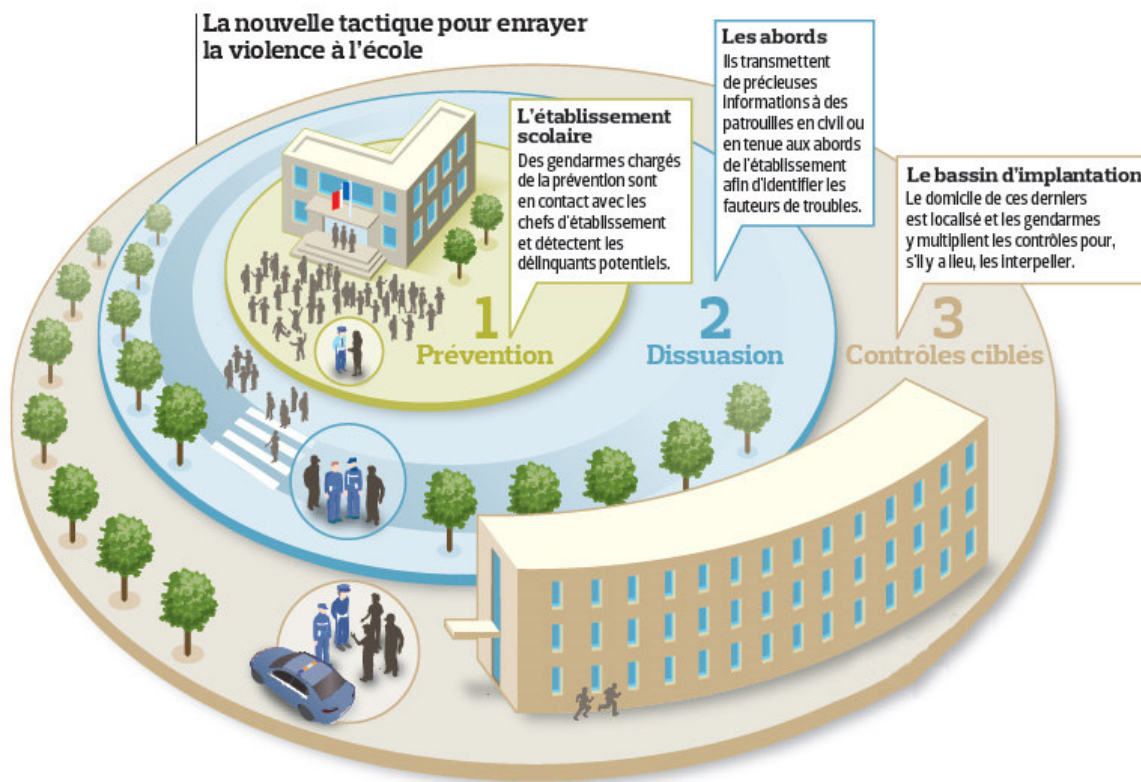 La nouvelle tactique pour enrayer
la violence à l'école
L'établissement
scolaire
Des gendarmes chargés
de la prévention sont
en contact avec les
chefs d'établissement
et détectent les
délinquants potentiels.
1
Prévention
Les abords
Ils transmettent
de précieuses
informations à des
patrouilles en civil ou
en tenue aux abords
de l'établissement
afin d'identifier les
fauteurs de troubles.
2
Dissuasion
Le bassin d'implantation
Le domicile de ces derniers
est localisé et les gendarmes
y multiplient les contrôles pour,
s'il y a lieu, les interpeller.
3
Contrôles ciblés